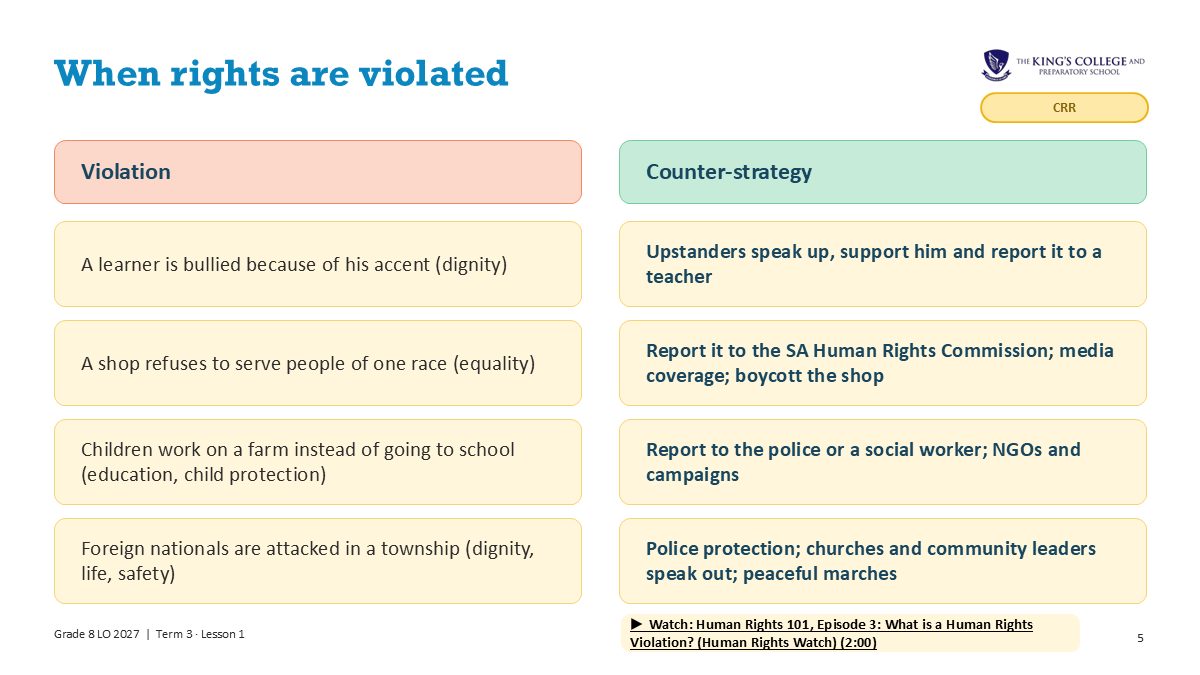 When rights are violated
THE KING'S COLLEGE AND
PREPARATORY SCHOOL
CRR
Violation
Counter-strategy
A learner is bullied because of his accent (dignity)
Upstanders speak up, support him and report it to a
teacher
A shop refuses to serve people of one race (equality)
Report it to the SA Human Rights Commission; media
coverage; boycott the shop
Children work on a farm instead of going to school
(education, child protection)
Report to the police or a social worker; NGOs and
campaigns
Foreign nationals are attacked in a township (dignity,
life, safety)
Police protection; churches and community leaders
speak out; peaceful marches
Grade 8 LO 2027 | Term 3 · Lesson 1
▶ Watch: Human Rights 101, Episode 3: What is a Human Rights
Violation? (Human Rights Watch) (2:00)
5